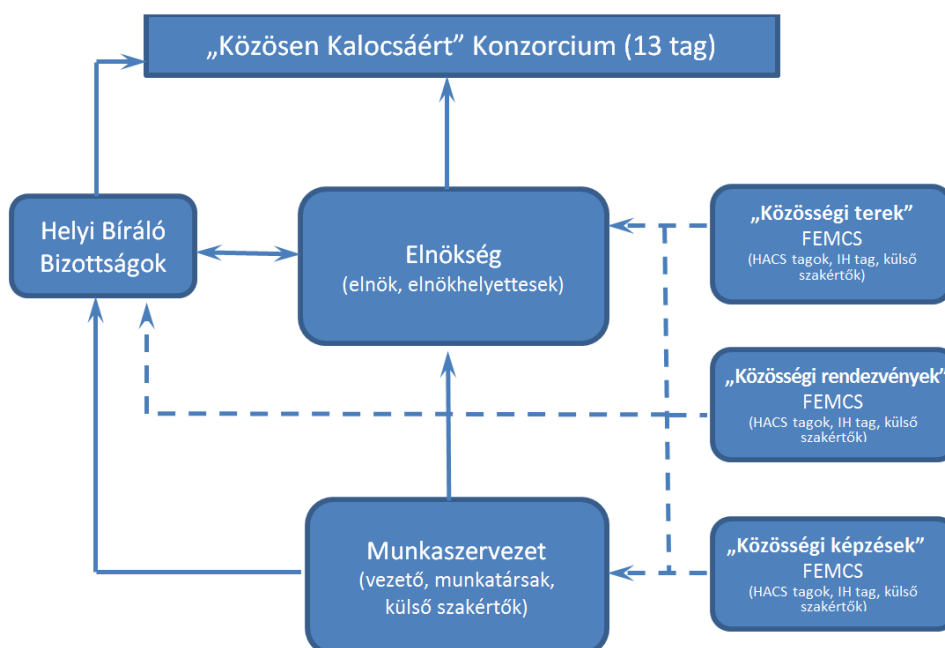 „Közösen Kalocsáért” Konzorcium (13 tag)
Helyi Bíráló
Bizottságok
Elnökség
(elnök, elnökhelyettesek)
„Közösségi terek”
FEMCS
(HACS tagok, IH tag, külső
szakértők)
„Közösségi rendezvények”
FEMCS
(HACS tagok, IH tag, külső
szakértők)
Munkaszervezet
(vezető, munkatársak,
külső szakértők)
„Közösségi képzések”
FEMCS
(HACS tagok, IH tag, külső
szakértők)